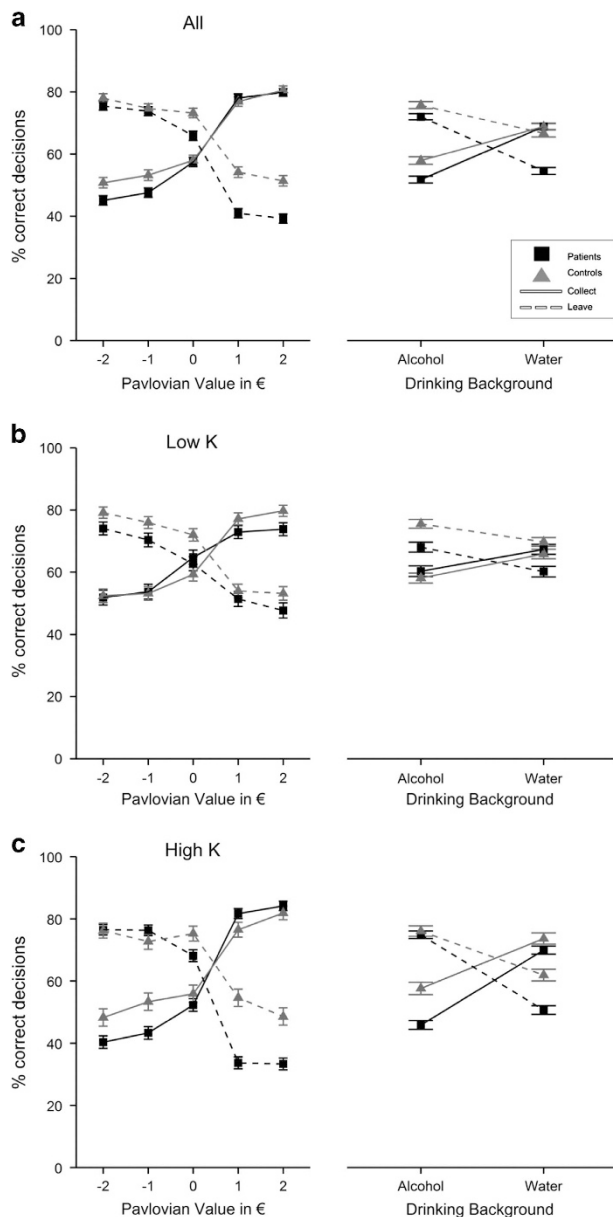 a
All
100
80
60
40
20
0
% correct decisions
-2 -1 0 1 2
Pavlovian Value in €
Alcohol Water
Drinking Background
Patients
Controls
Collect
Leave
b
Low K
100
80
60
40
20
0
% correct decisions
-2 -1 0 1 2
Pavlovian Value in €
Alcohol Water
Drinking Background
c
High K
100
80
60
40
20
0
% correct decisions
-2 -1 0 1 2
Pavlovian Value in €
Alcohol Water
Drinking Background